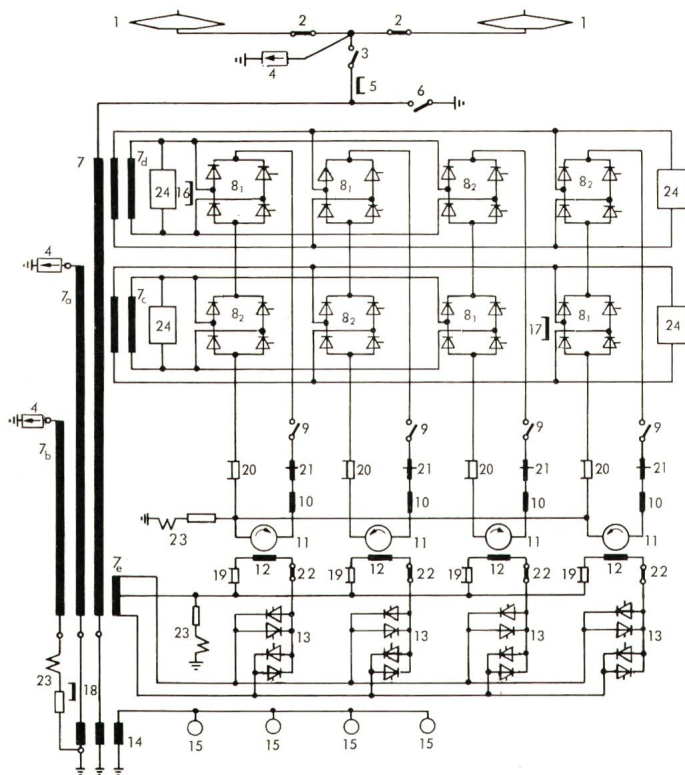 1 2 2 1
3
4
5 6
7 7d 24 16 8₁ 8₁ 8₂ 8₂ 24
4
7a 7c 24 8₂ 8₂ 8₁ 17 8₁ 24
4
7b
9 9 9 9
20 21 20 21 20 21 20 21
10 10 10 10
23 11 11 11 11
7e 19 12 22 19 12 22 19 12 22 19 12 22
23 13 13 13 13
23 18
14 15 15 15 15